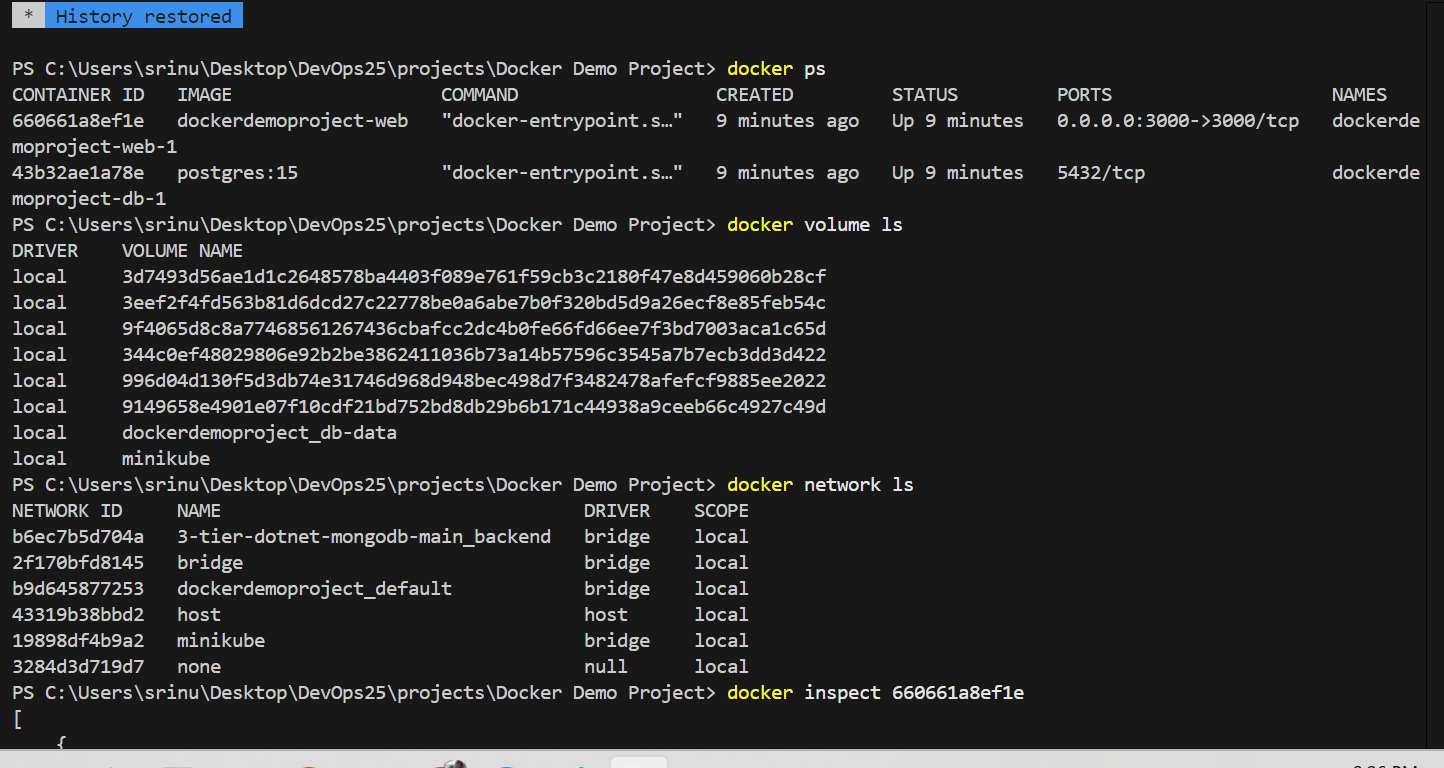 * History restored
PS C:\Users\srinu\Desktop\DevOps25\projects\Docker Demo Project> docker ps
CONTAINER ID   IMAGE                   COMMAND                  CREATED         STATUS         PORTS                    NAMES
660661a8ef1e   dockerdemoproject-web   "docker-entrypoint.s…"   9 minutes ago   Up 9 minutes   0.0.0.0:3000->3000/tcp   dockerde
moproject-web-1
43b32ae1a78e   postgres:15             "docker-entrypoint.s…"   9 minutes ago   Up 9 minutes   5432/tcp                 dockerde
moproject-db-1
PS C:\Users\srinu\Desktop\DevOps25\projects\Docker Demo Project> docker volume ls
DRIVER    VOLUME NAME
local     3d7493d56ae1d1c2648578ba4403f089e761f59cb3c2180f47e8d459060b28cf
local     3eef2f4fd563b81d6dcd27c22778be0a6abe7b0f320bd5d9a26ecf8e85feb54c
local     9f4065d8c8a77468561267436cbafcc2dc4b0fe66fd66ee7f3bd7003aca1c65d
local     344c0ef48029806e92b2be3862411036b73a14b57596c3545a7b7ecb3dd3d422
local     996d04d130f5d3db74e31746d968d948bec498d7f3482478afefcf9885ee2022
local     9149658e4901e07f10cdf21bd752bd8db29b6b171c44938a9ceeb66c4927c49d
local     dockerdemoproject_db-data
local     minikube
PS C:\Users\srinu\Desktop\DevOps25\projects\Docker Demo Project> docker network ls
NETWORK ID     NAME                                 DRIVER    SCOPE
b6ec7b5d704a   3-tier-dotnet-mongodb-main_backend   bridge    local
2f170bfd8145   bridge                               bridge    local
b9d645877253   dockerdemoproject_default            bridge    local
43319b38bbd2   host                                 host      local
19898df4b9a2   minikube                             bridge    local
3284d3d719d7   none                                 null      local
PS C:\Users\srinu\Desktop\DevOps25\projects\Docker Demo Project> docker inspect 660661a8ef1e
[
    {